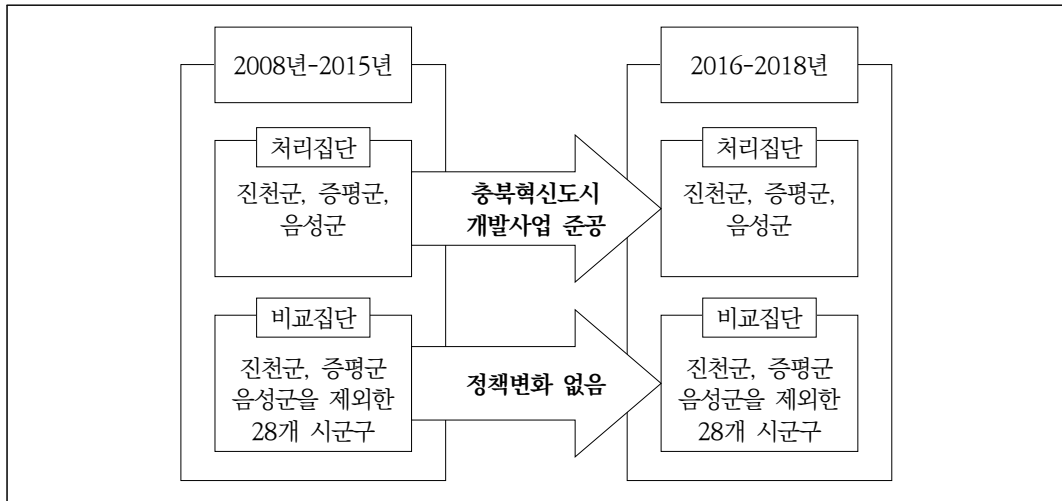 2008년-2015년
처리집단
진천군, 증평군,
음성군
비교집단
진천군, 증평군
음성군을 제외한
28개 시군구
충북혁신도시
개발사업 준공
정책변화 없음
2016-2018년
처리집단
진천군, 증평군,
음성군
비교집단
진천군, 증평군
음성군을 제외한
28개 시군구